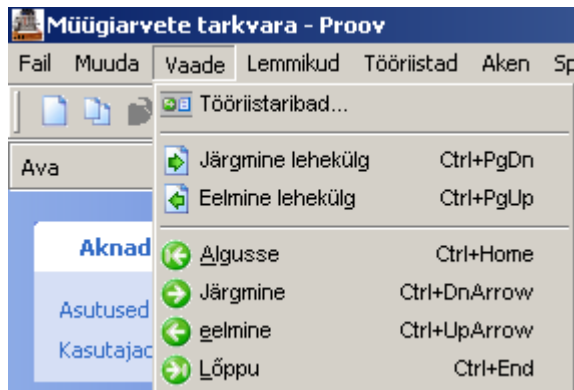 Müügiarvete tarkvara - Proov
Fail Muuda Vaade Lemmikud Tööriistad Aken
Tööriistaribad...
Ava
Järgmine lehekülg Ctrl+PgDn
Eelmine lehekülg Ctrl+PgUp
Aknad
Algusse Ctrl+Home
Järgmine Ctrl+DnArrow
Asutused
eelmine Ctrl+UpArrow
Lõppu Ctrl+End